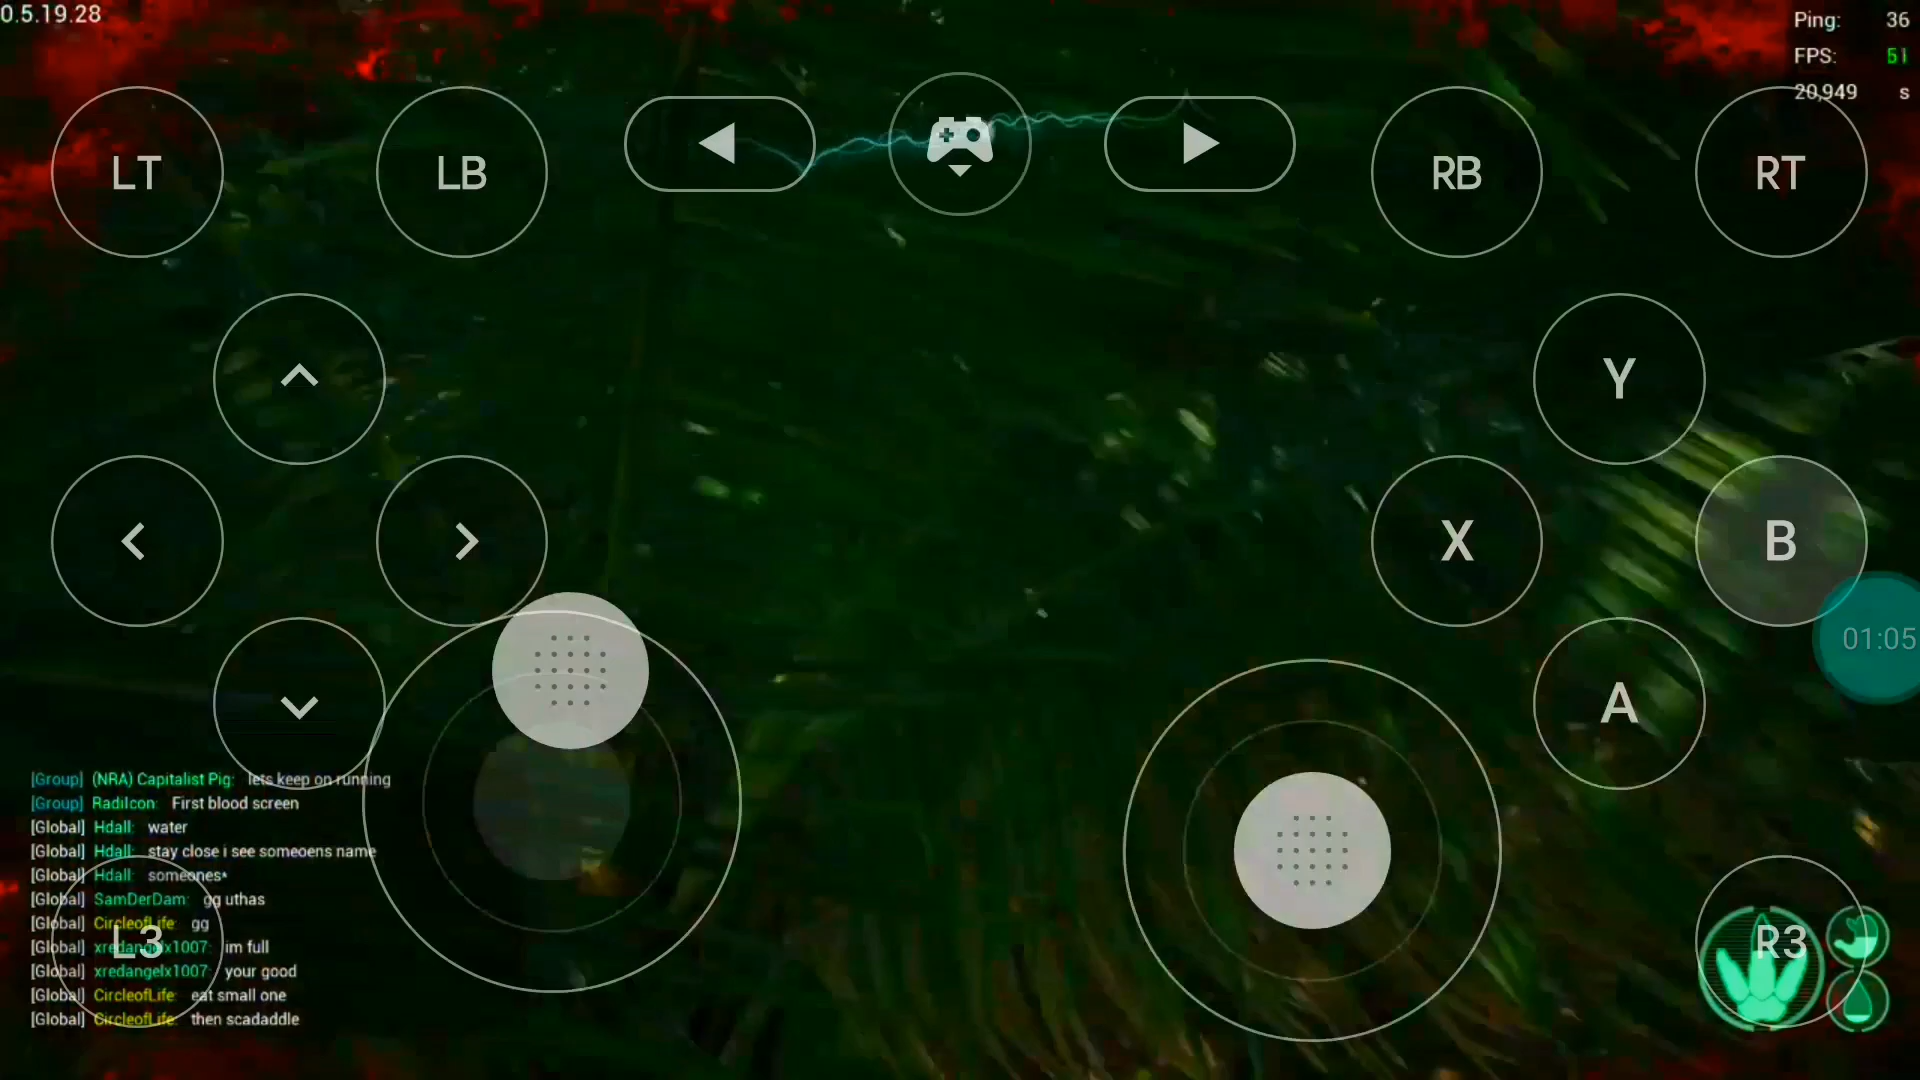 0.5.19.28
Ping: 36
FPS: 51
20,949 s
LT
LB
RB
RT
Y
X
B
01:05
A
[Group] (NRA) Capitalist Pig: lets keep on running
[Group] RadiIcon: First blood screen
[Global] Hdall: water
[Global] Hdall: stay close i see someoens name
[Global] Hdall: someones*
[Global] SamDerDam: gg uthas
[Global] CircleofLife: gg
[Global] xredangelx1007: im full
[Global] xredangelx1007: your good
[Global] CircleofLife: eat small one
[Global] CircleofLife: then scadaddle
L3
R3